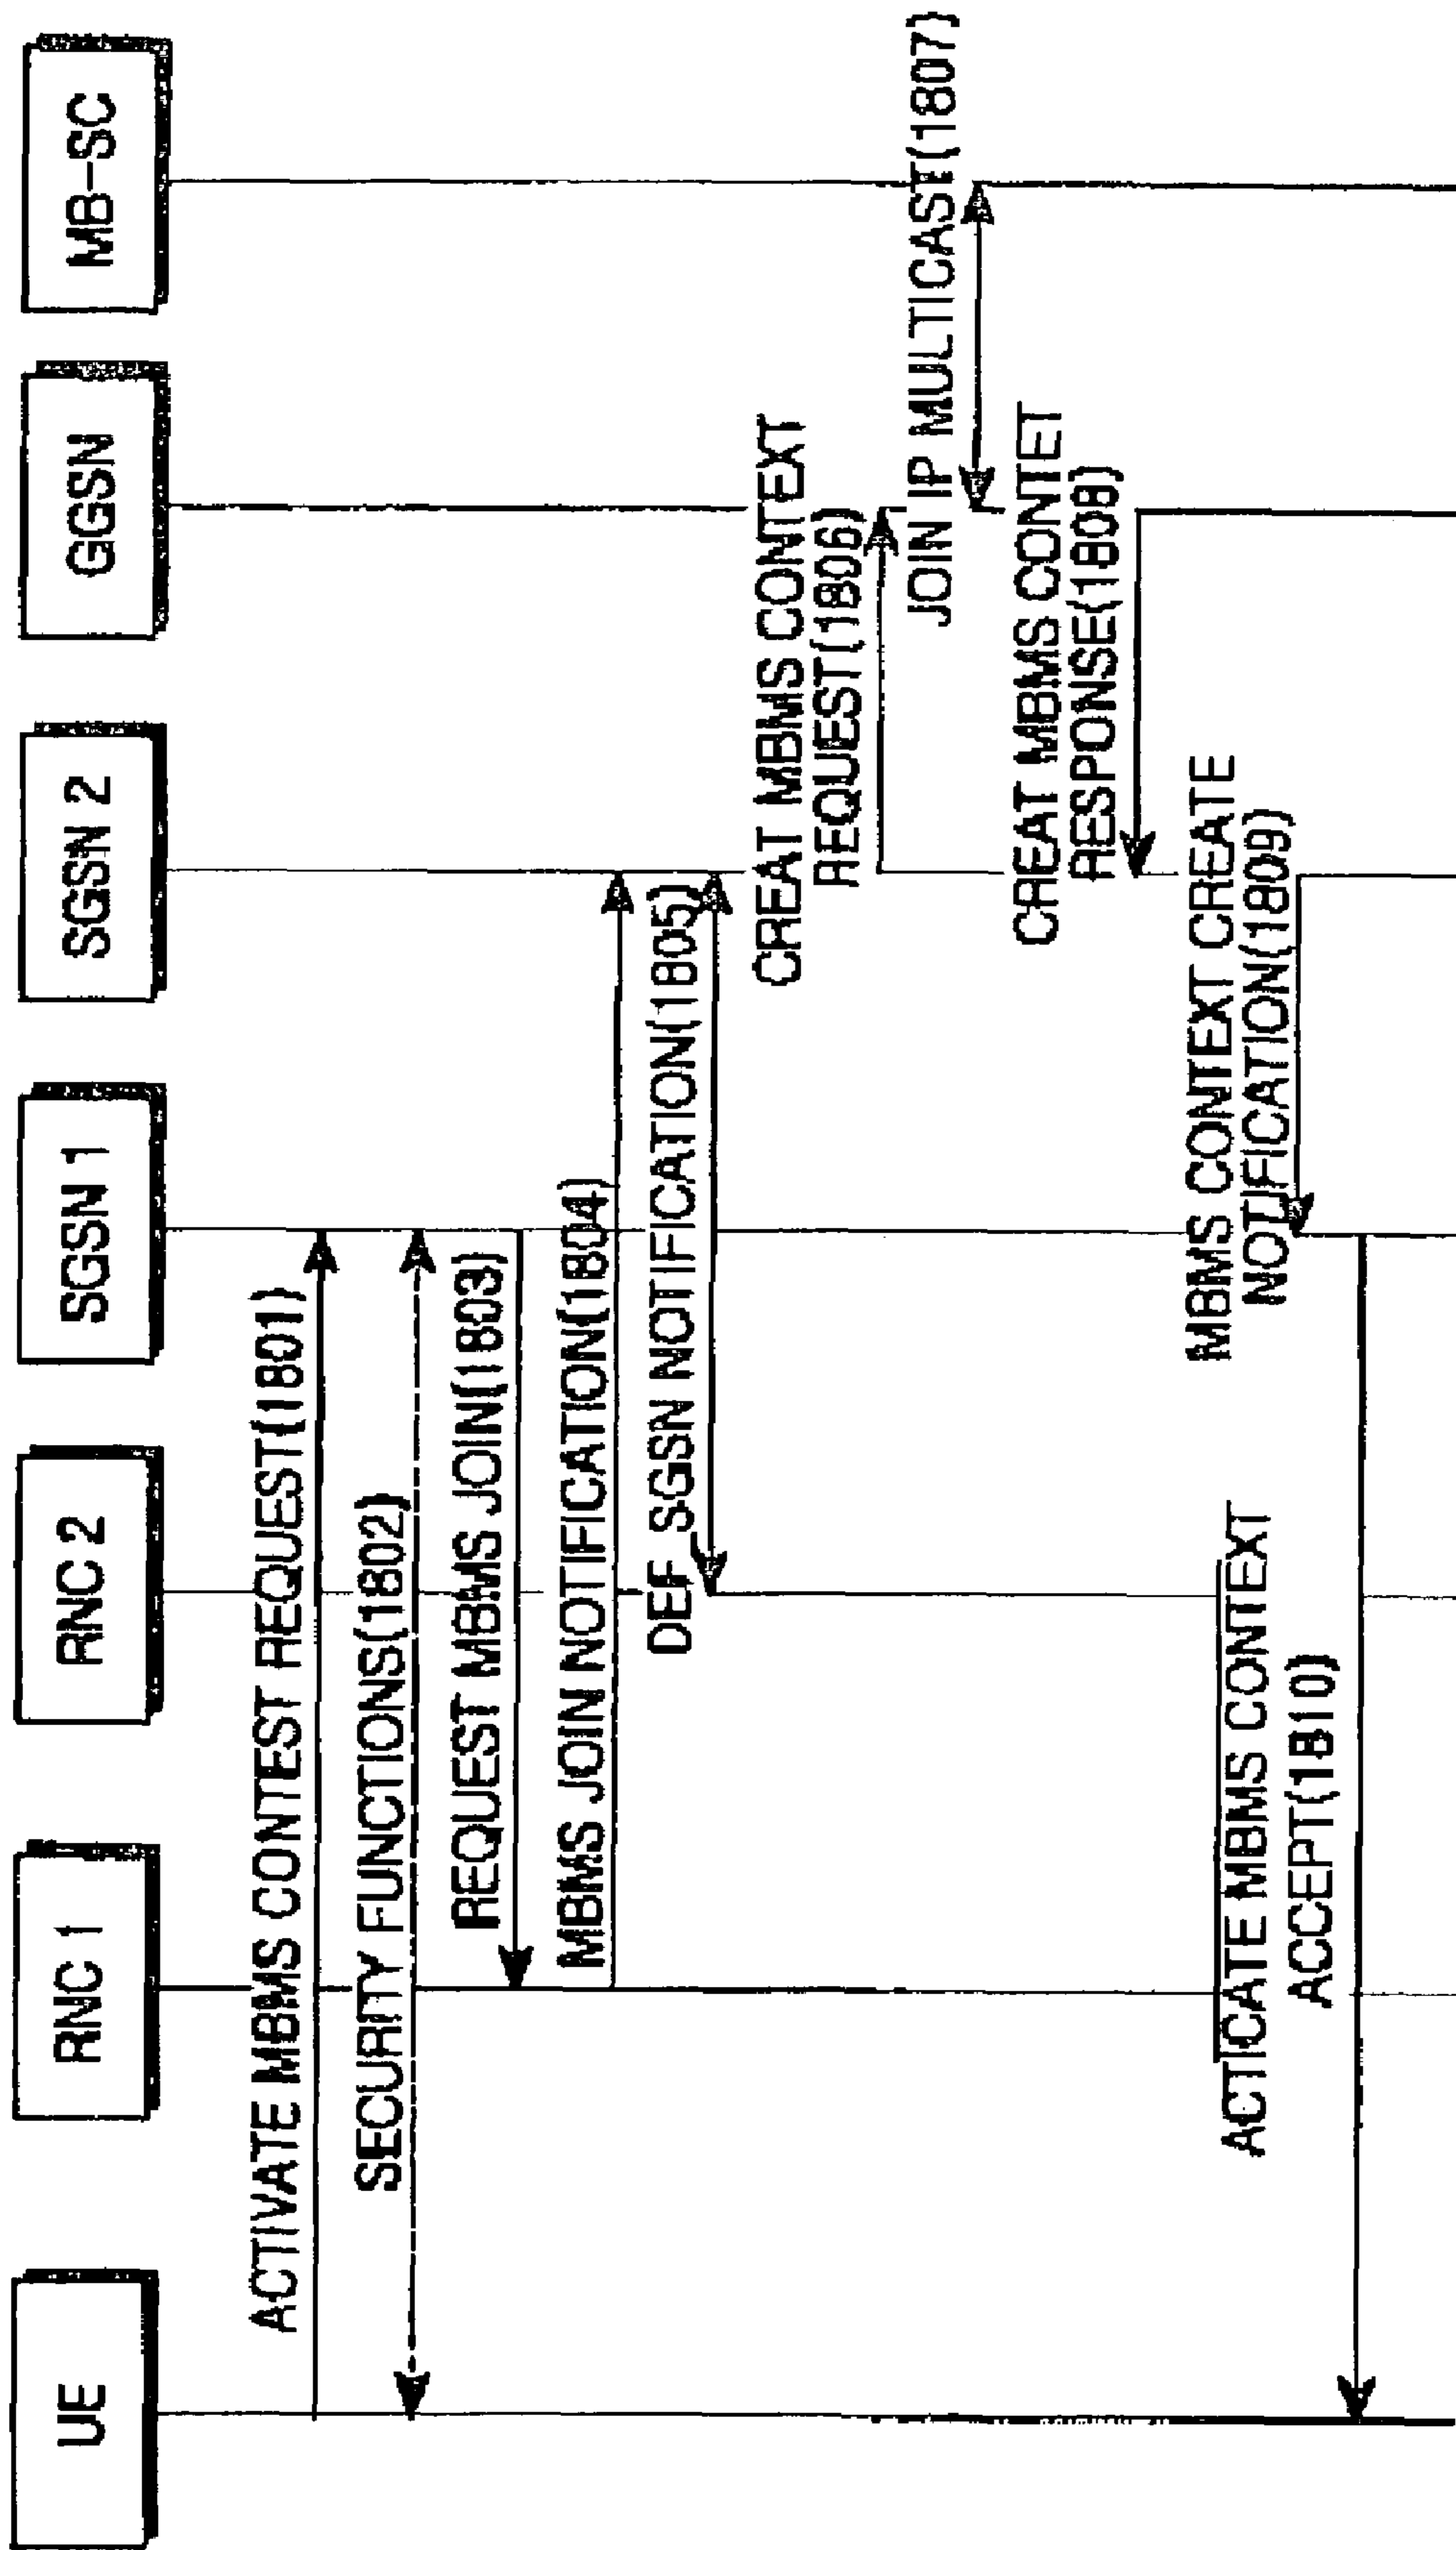 UE
RNC 1
RNC 2
SGSN 1
SGSN 2
GGSN
MB-SC
ACTIVATE MBMS CONTEST REQUEST(1801)
SECURITY FUNCTIONS(1802)
REQUEST MBMS JOIN(1803)
MBMS JOIN NOTIFICATION(1804)
DEF SGSN NOTIFICATION(1805)
CREAT MBMS CONTEXT
REQUEST(1806)
JOIN IP MULTICAST(1807)
CREAT MBMS CONTET
RESPONSE(1808)
MBMS CONTEXT CREATE
NOTIFICATION(1809)
ACTICATE MBMS CONTEXT
ACCEPT(1810)